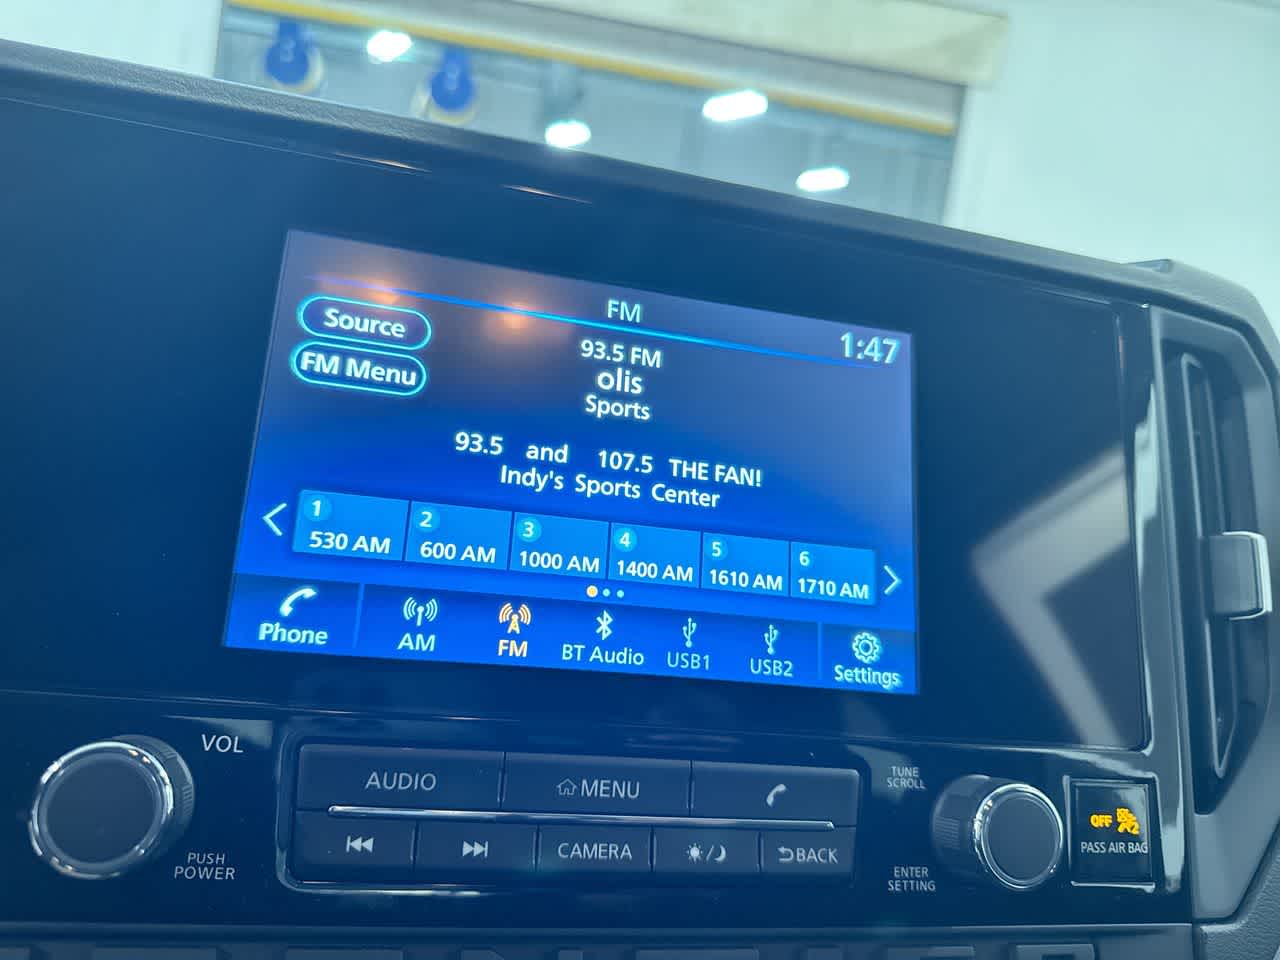 FM
1:47
Source
FM Menu
93.5 FM
olis
Sports
93.5 and 107.5 THE FAN!
Indy's Sports Center
1
530 AM
2
600 AM
3
1000 AM
4
1400 AM
5
1610 AM
6
1710 AM
Phone
AM
FM
BT Audio
USB1
USB2
Settings
VOL
PUSH
POWER
AUDIO
MENU
CAMERA
BACK
TUNE
SCROLL
ENTER
SETTING
OFF
2
PASS AIR BAG